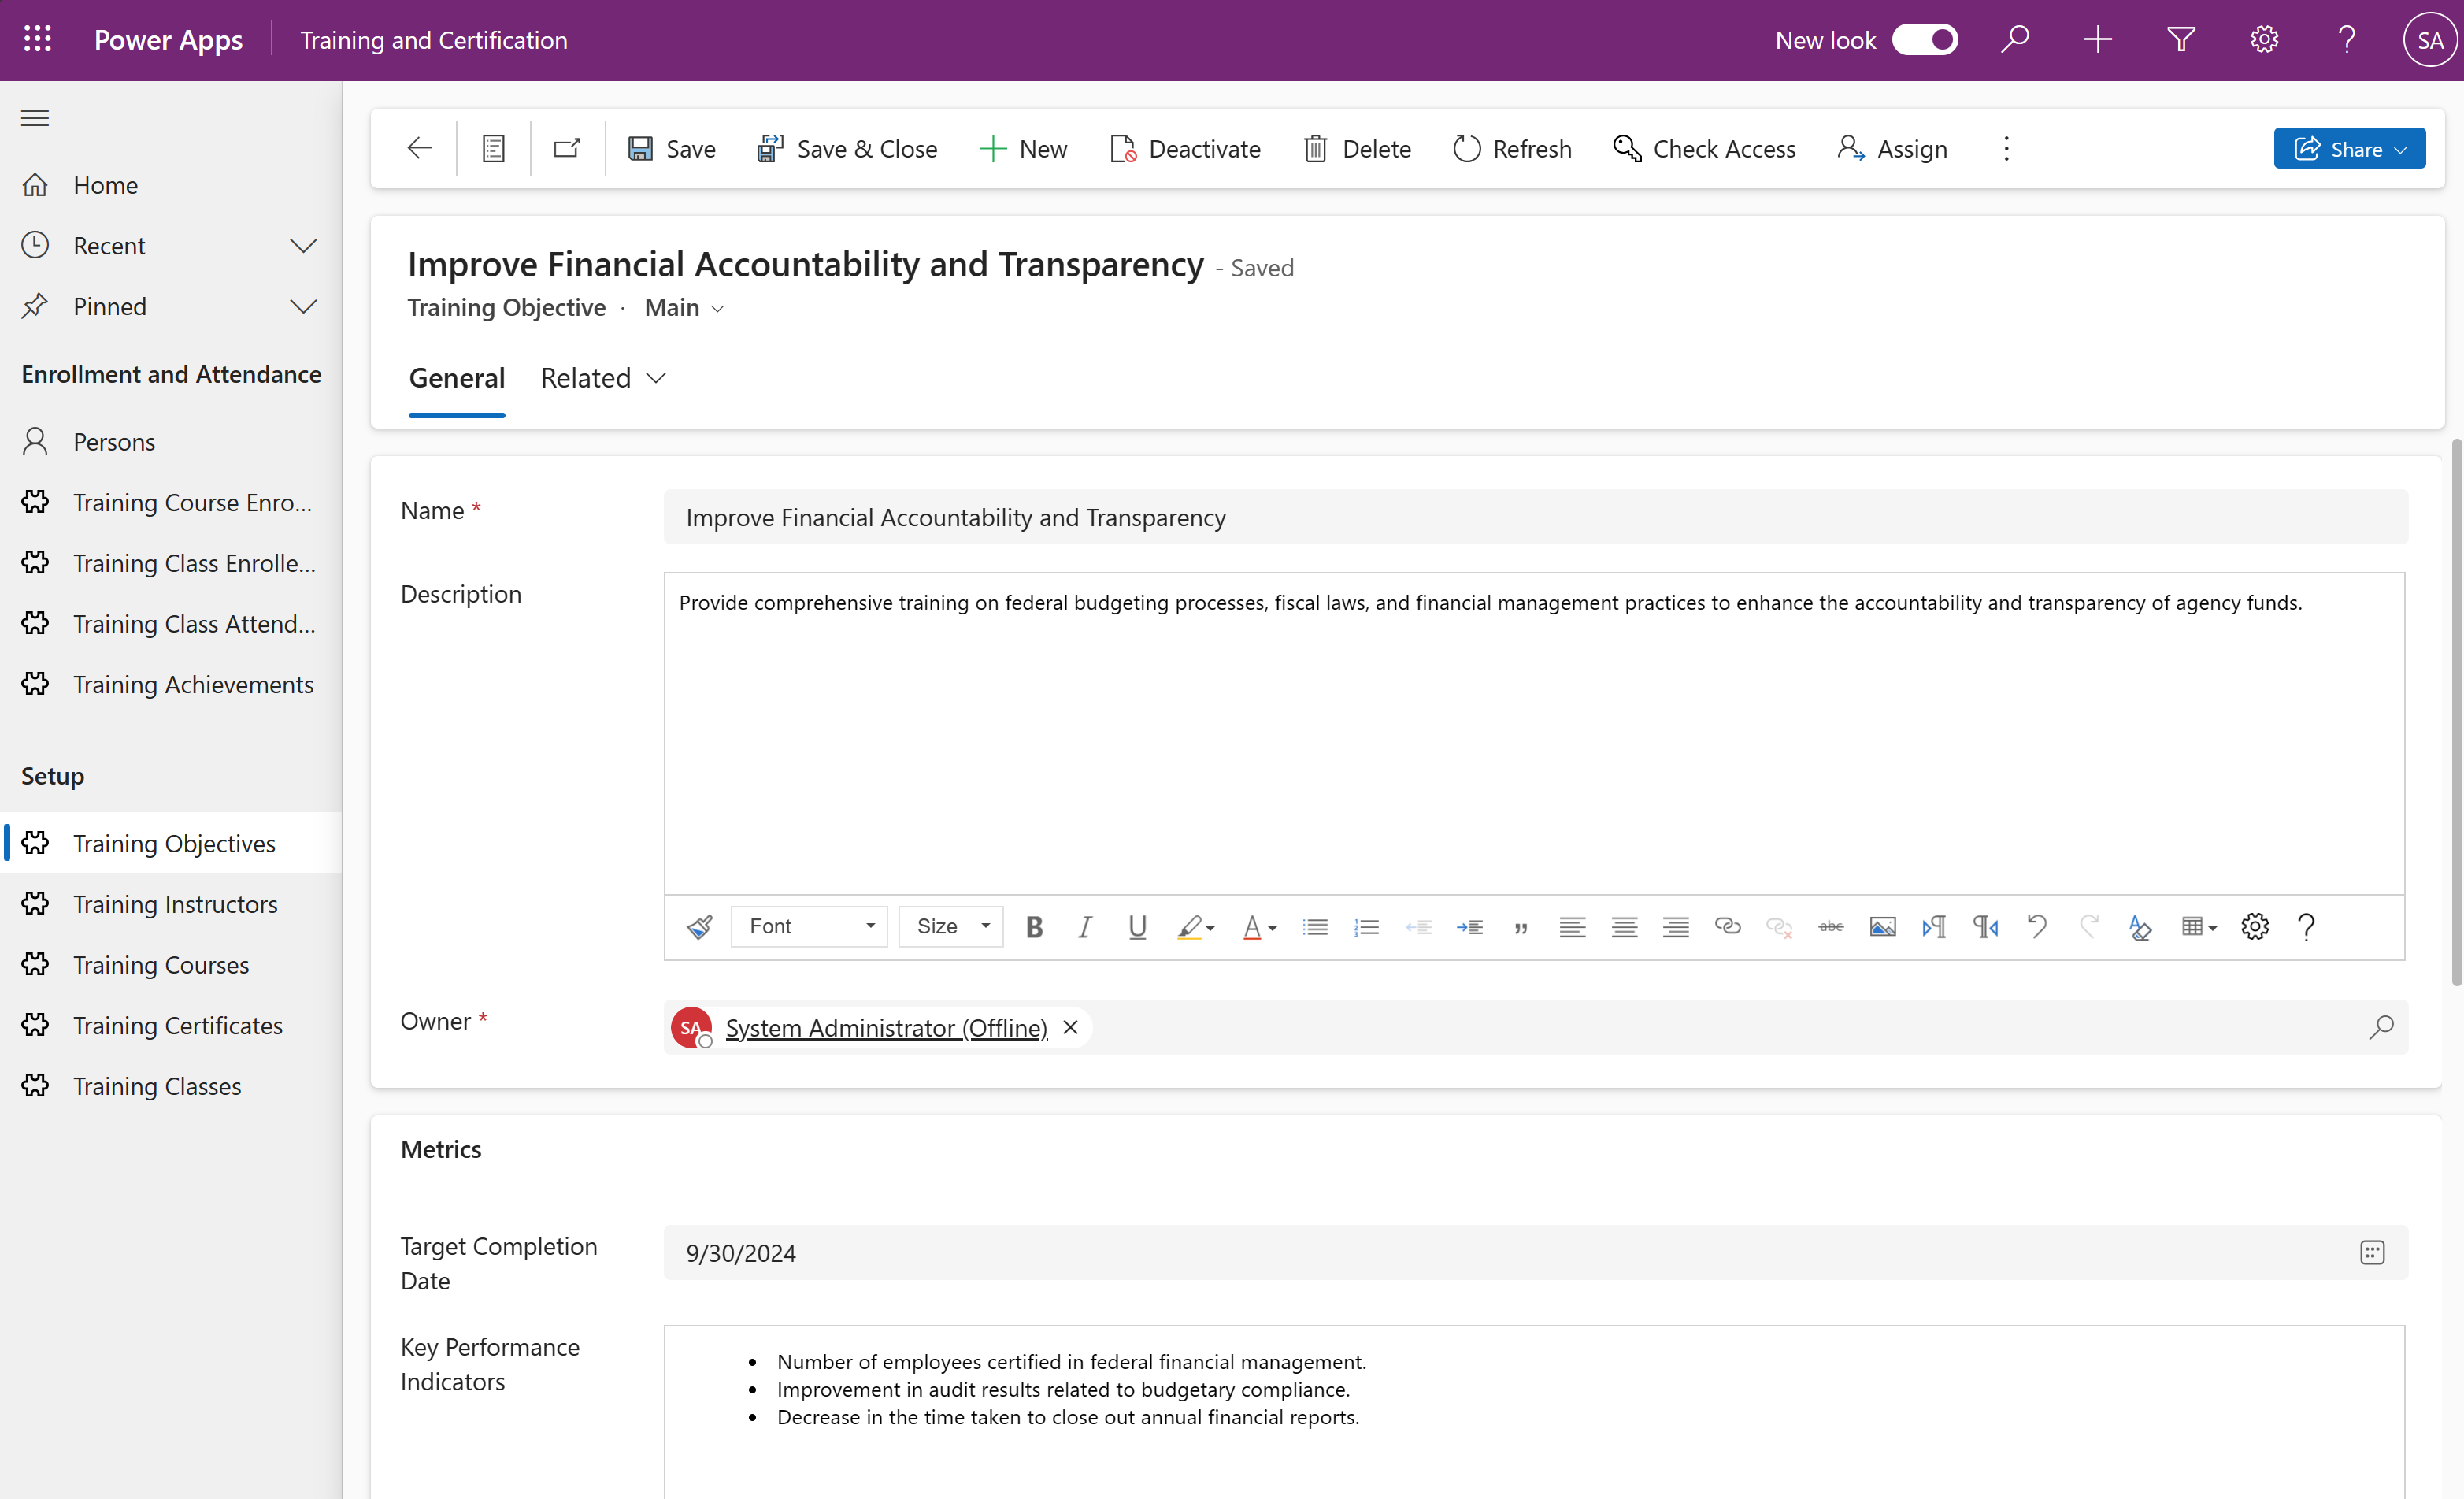 Power Apps
Training and Certification
New look
SA
Home
Recent
Pinned
Enrollment and Attendance
Persons
Training Course Enro...
Training Class Enrolle...
Training Class Attend...
Training Achievements
Setup
Training Objectives
Training Instructors
Training Courses
Training Certificates
Training Classes
Save
Save & Close
New
Deactivate
Delete
Refresh
Check Access
Assign
Share
Improve Financial Accountability and Transparency - Saved
Training Objective · Main
General
Related
Name *
Improve Financial Accountability and Transparency
Description
Provide comprehensive training on federal budgeting processes, fiscal laws, and financial management practices to enhance the accountability and transparency of agency funds.
Font
Size
B I U A abc
Owner *
SA
System Administrator (Offline)
Metrics
Target Completion
Date
9/30/2024
Key Performance
Indicators
• Number of employees certified in federal financial management.
• Improvement in audit results related to budgetary compliance.
• Decrease in the time taken to close out annual financial reports.